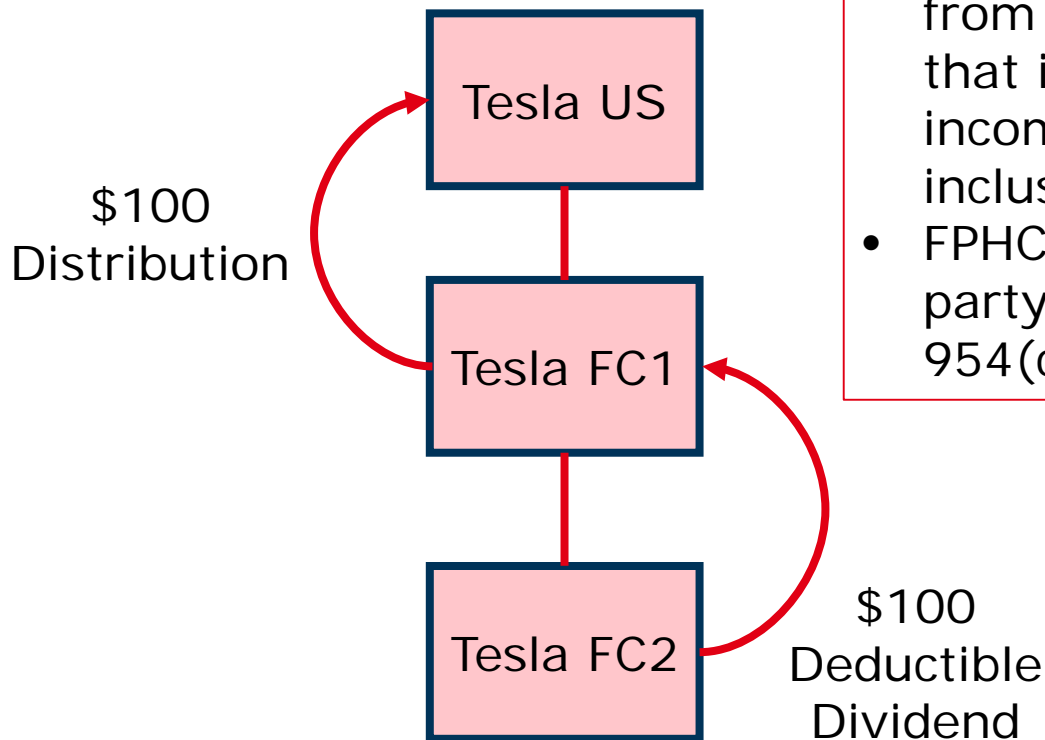 from
that i
incon
inclus
• FPHC
party
954(c
Tesla US
$100
Distribution
Tesla FC1
Tesla FC2
$100
Deductible
Dividend